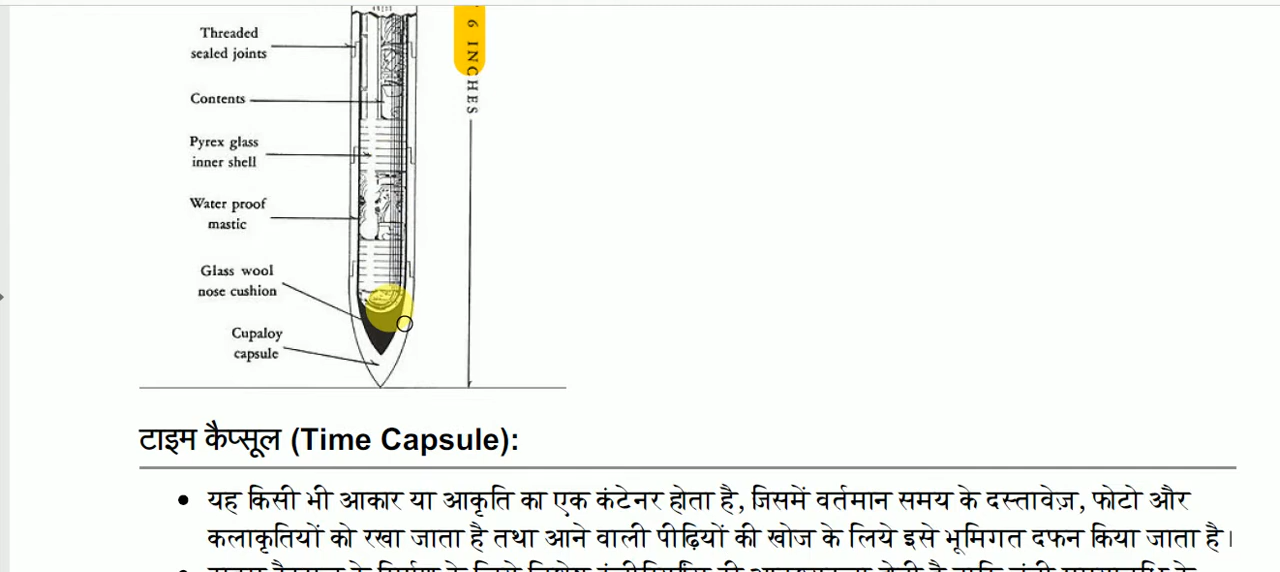 Threaded
sealed joints
6 INCHES
Contents
Pyrex glass
inner shell
Water proof
mastic
Glass wool
nose cushion
Cupaloy
capsule
टाइम कैप्सूल (Time Capsule):
• यह किसी भी आकार या आकृति का एक कंटेनर होता है, जिसमें वर्तमान समय के दस्तावेज़, फोटो और
कलाकृतियों को रखा जाता है तथा आने वाली पीढ़ियों की खोज के लिये इसे भूमिगत दफन किया जाता है।